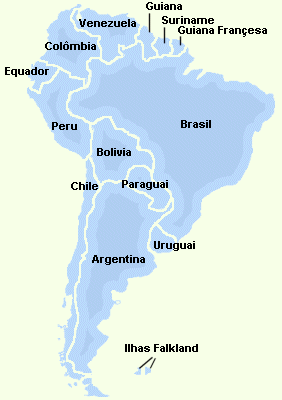 Guiana
Venezuela
Suriname
Guiana Françesa
Colômbia
Equador
Peru
Brasil
Bolivia
Chile
Paraguai
Uruguai
Argentina
Ilhas Falkland